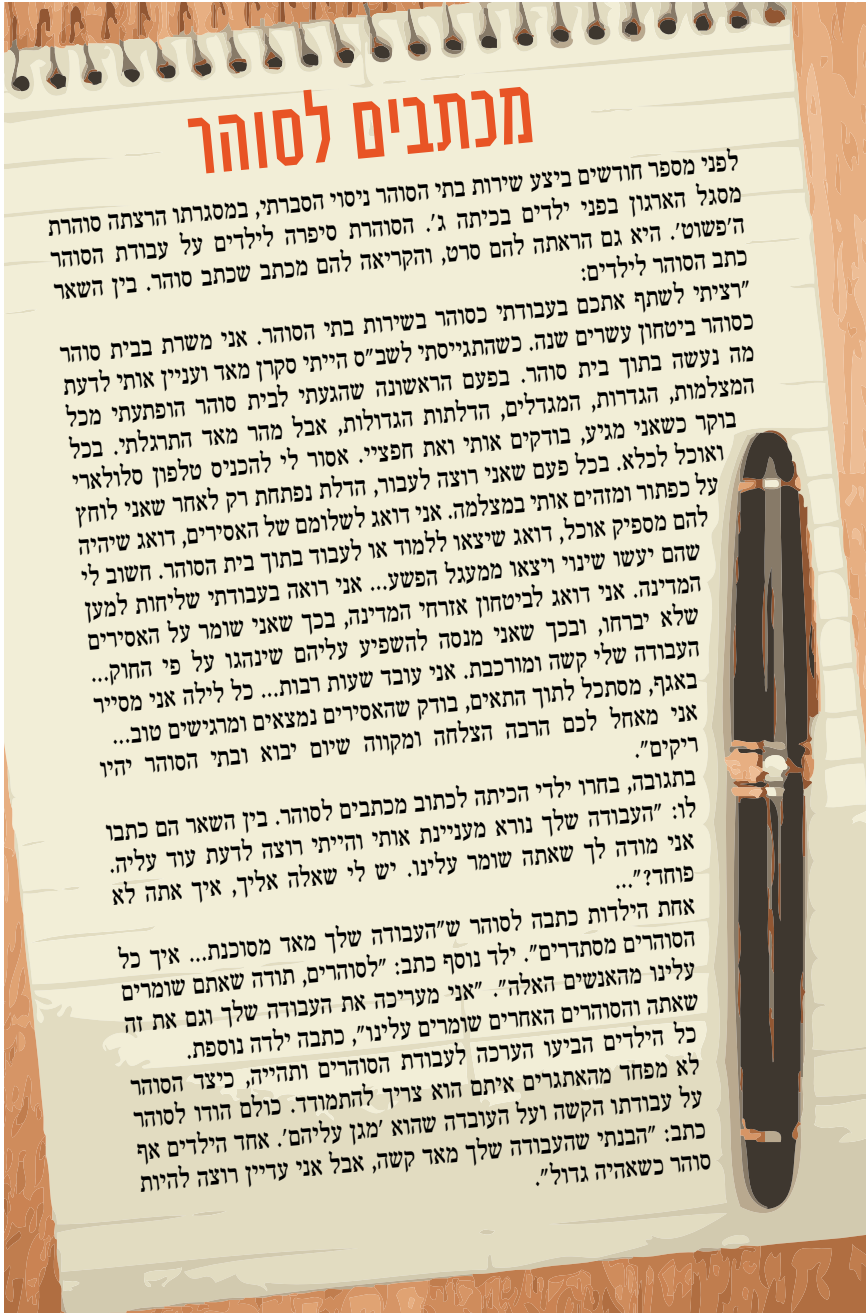 מכתבים לסוהר
לפני מספר חודשים ביצע שירות בתי הסוהר ניסוי הסברתי, במסגרתו הרצתה סוהרת
מסגל הארגון בפני ילדים בכיתה ג'. הסוהרת סיפרה לילדים על עבודת הסוהר
ה'פשוט'. היא גם הראתה להם סרט, והקריאה להם מכתב שכתב סוהר. בין השאר
כתב הסוהר לילדים:
"רציתי לשתף אתכם בעבודתי כסוהר בשירות בתי הסוהר. אני משרת בבית סוהר
כסוהר ביטחון עשרים שנה. כשהתגייסתי לשב"ס הייתי סקרן מאד ועניין אותי לדעת
מה נעשה בתוך בית סוהר. בפעם הראשונה שהגעתי לבית סוהר הופתעתי מכל
המצלמות, הגדרות, המגדלים, הדלתות הגדולות, אבל מהר מאד התרגלתי. בכל
בוקר כשאני מגיע, בודקים אותי ואת חפציי. אסור לי להכניס טלפון סלולארי
ואוכל לכלא. בכל פעם שאני רוצה לעבור, הדלת נפתחת רק לאחר שאני לוחץ
על כפתור ומזהים אותי במצלמה. אני דואג לשלומם של האסירים, דואג שיהיה
להם מספיק אוכל, דואג שיצאו ללמוד או לעבוד בתוך בית הסוהר. חשוב לי
שהם יעשו שינוי ויצאו ממעגל הפשע... אני רואה בעבודתי שליחות למען
המדינה. אני דואג לביטחון אזרחי המדינה, בכך שאני שומר על האסירים
שלא יברחו, ובכך שאני מנסה להשפיע עליהם שינהגו על פי החוק...
העבודה שלי קשה ומורכבת. אני עובד שעות רבות... כל לילה אני מסייר
באגף, מסתכל לתוך התאים, בודק שהאסירים נמצאים ומרגישים טוב...
אני מאחל לכם הרבה הצלחה ומקווה שיום יבוא ובתי הסוהר יהיו
ריקים".
בתגובה, בחרו ילדי הכיתה לכתוב מכתבים לסוהר. בין השאר הם כתבו
לו: "העבודה שלך נורא מעניינת אותי והייתי רוצה לדעת עוד עליה.
אני מודה לך שאתה שומר עלינו. יש לי שאלה אליך, איך אתה לא
פוחד?"...
אחת הילדות כתבה לסוהר ש"העבודה שלך מאד מסוכנת... איך כל
הסוהרים מסתדרים". ילד נוסף כתב: "לסוהרים, תודה שאתם שומרים
עלינו מהאנשים האלה". "אני מעריכה את העבודה שלך וגם את זה
שאתה והסוהרים האחרים שומרים עלינו", כתבה ילדה נוספת.
כל הילדים הביעו הערכה לעבודת הסוהרים ותהייה, כיצד הסוהר
לא מפחד מהאתגרים איתם הוא צריך להתמודד. כולם הודו לסוהר
על עבודתו הקשה ועל העובדה שהוא 'מגן עליהם'. אחד הילדים אף
כתב: "הבנתי שהעבודה שלך מאד קשה, אבל אני עדיין רוצה להיות
סוהר כשאהיה גדול".